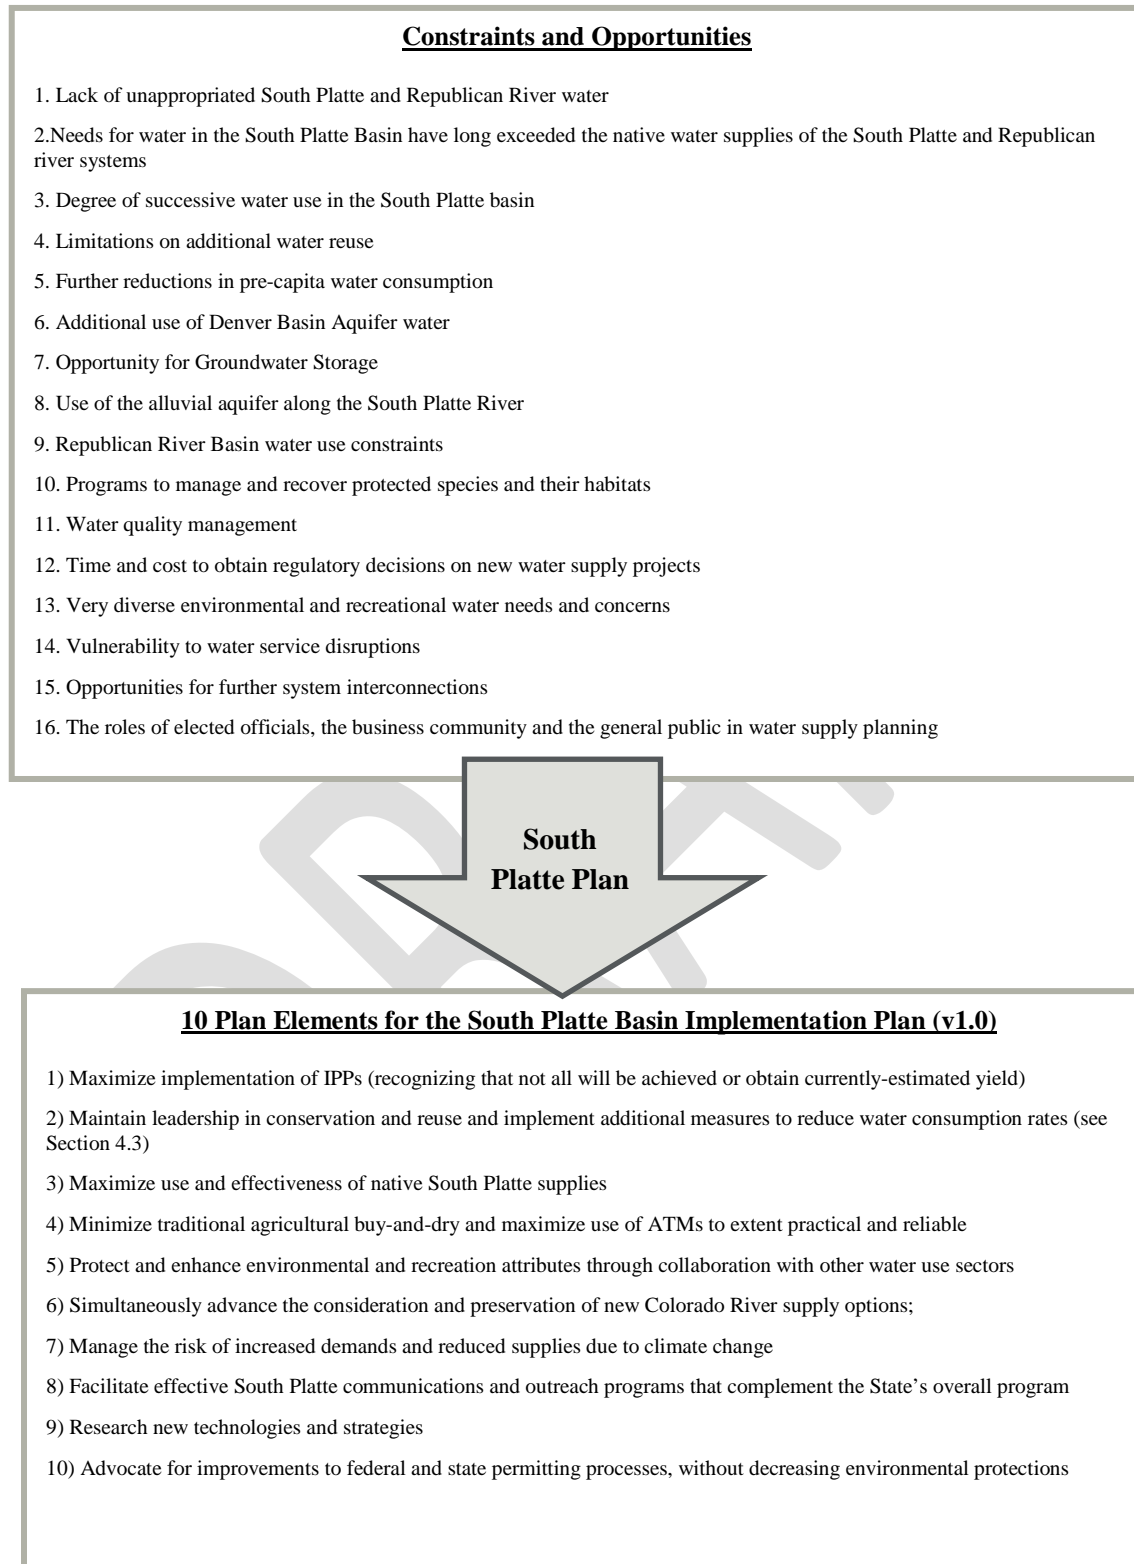 Constraints and Opportunities
1. Lack of unappropriated South Platte and Republican River water
2.Needs for water in the South Platte Basin have long exceeded the native water supplies of the South Platte and Republican
river systems
3. Degree of successive water use in the South Platte basin
4. Limitations on additional water reuse
5. Further reductions in pre-capita water consumption
6. Additional use of Denver Basin Aquifer water
7. Opportunity for Groundwater Storage
8. Use of the alluvial aquifer along the South Platte River
9. Republican River Basin water use constraints
10. Programs to manage and recover protected species and their habitats
11. Water quality management
12. Time and cost to obtain regulatory decisions on new water supply projects
13. Very diverse environmental and recreational water needs and concerns
14. Vulnerability to water service disruptions
15. Opportunities for further system interconnections
16. The roles of elected officials, the business community and the general public in water supply planning
South
Platte Plan
10 Plan Elements for the South Platte Basin Implementation Plan (v1.0)
1) Maximize implementation of IPPs (recognizing that not all will be achieved or obtain currently-estimated yield)
2) Maintain leadership in conservation and reuse and implement additional measures to reduce water consumption rates (see
Section 4.3)
3) Maximize use and effectiveness of native South Platte supplies
4) Minimize traditional agricultural buy-and-dry and maximize use of ATMs to extent practical and reliable
5) Protect and enhance environmental and recreation attributes through collaboration with other water use sectors
6) Simultaneously advance the consideration and preservation of new Colorado River supply options;
7) Manage the risk of increased demands and reduced supplies due to climate change
8) Facilitate effective South Platte communications and outreach programs that complement the State’s overall program
9) Research new technologies and strategies
10) Advocate for improvements to federal and state permitting processes, without decreasing environmental protections